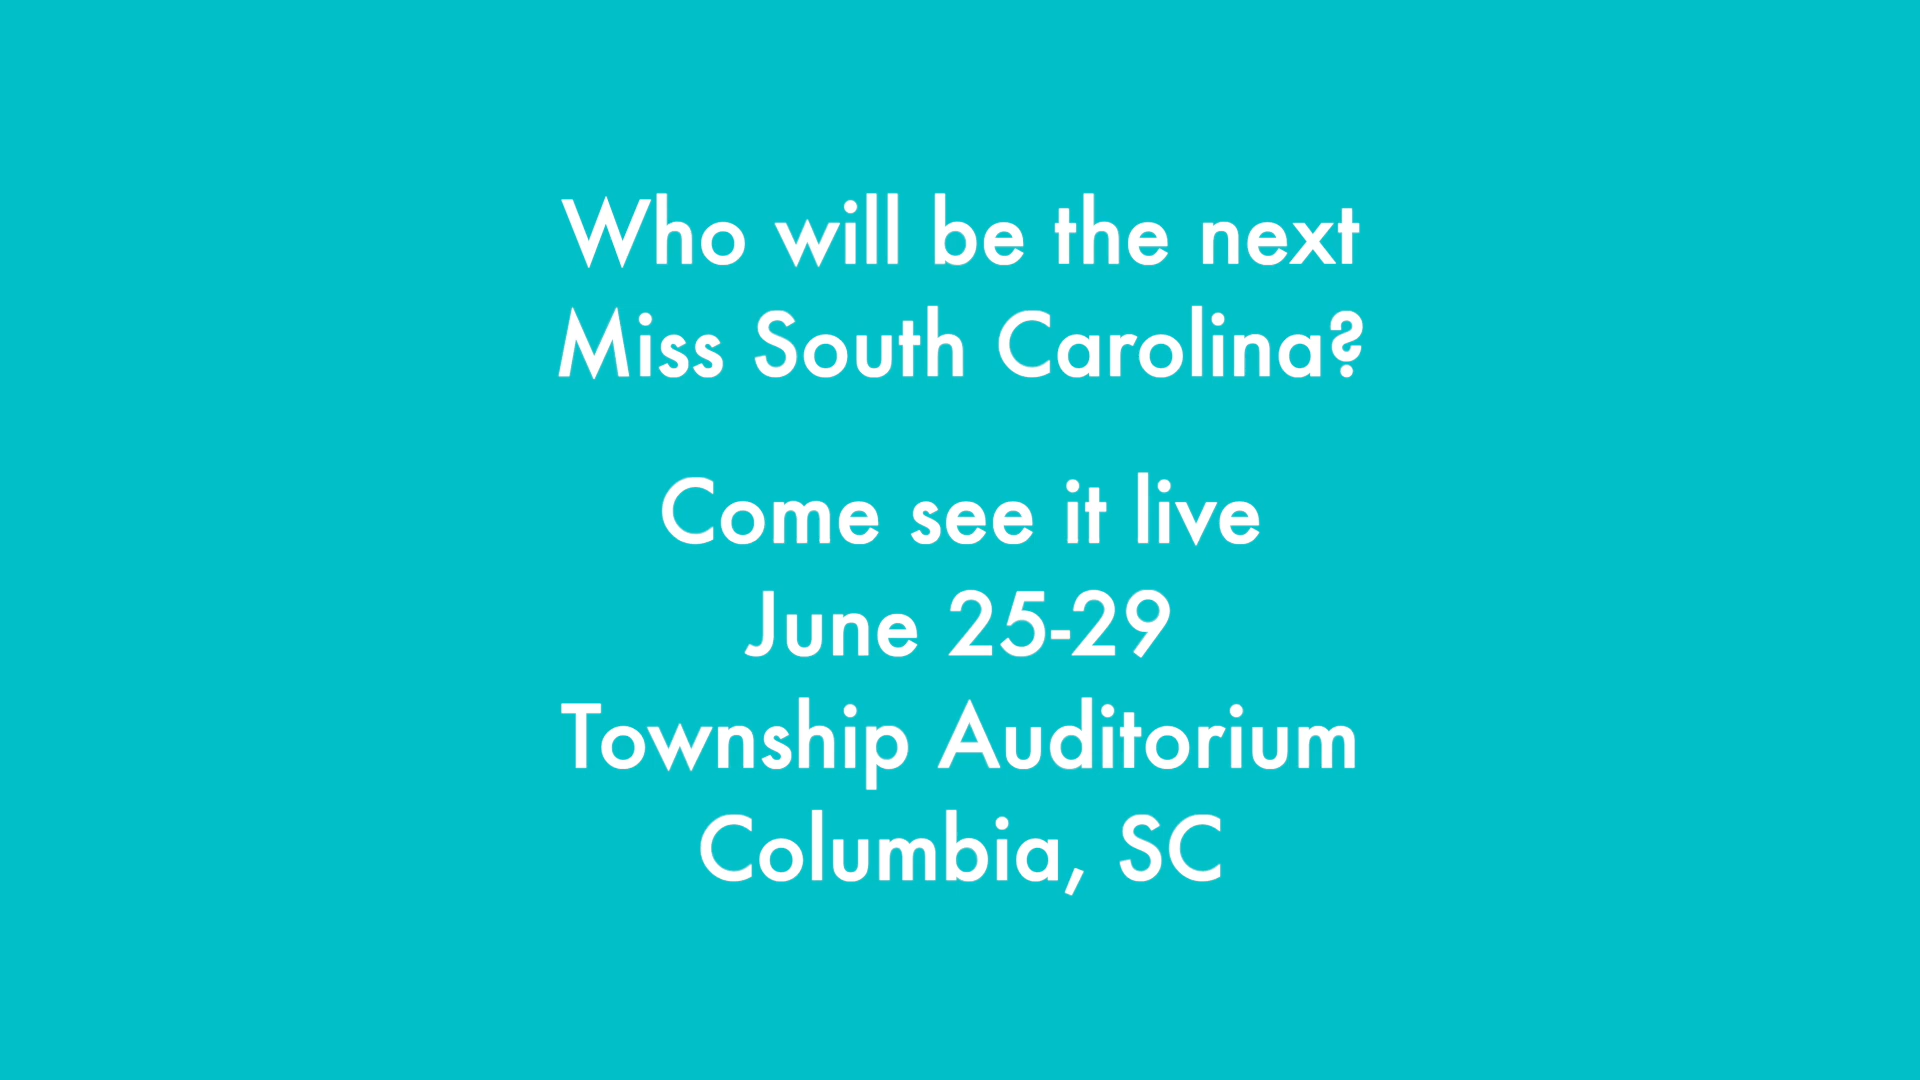 Who will be the next
Miss South Carolina?
Come see it live
June 25-29
Township Auditorium
Columbia, SC